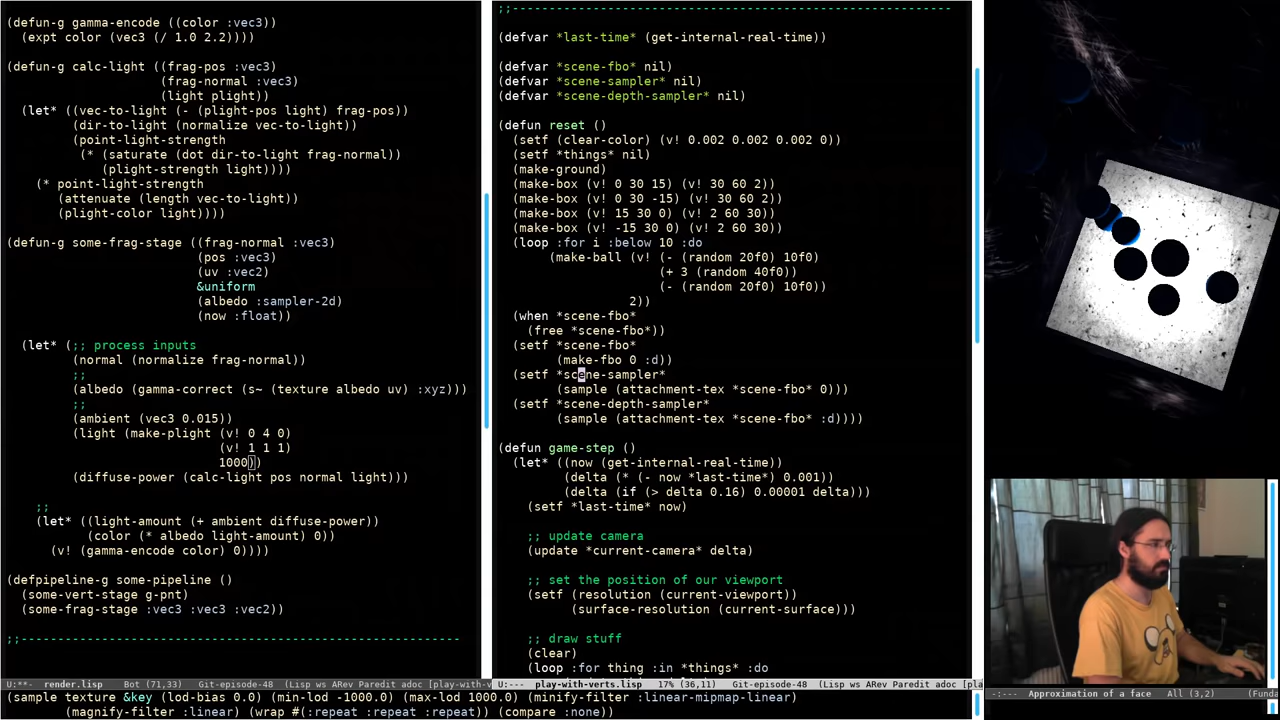 (defun-g gamma-encode ((color :vec3))
  (expt color (vec3 (/ 1.0 2.2))))
(defun-g calc-light ((frag-pos :vec3)
                     (frag-normal :vec3)
                     (light plight))
  (let* ((vec-to-light (- (plight-pos light) frag-pos))
         (dir-to-light (normalize vec-to-light))
         (point-light-strength
          (* (saturate (dot dir-to-light frag-normal))
             (plight-strength light))))
    (* point-light-strength
       (attenuate (length vec-to-light))
       (plight-color light))))
(defun-g some-frag-stage ((frag-normal :vec3)
                          (pos :vec3)
                          (uv :vec2)
                          &uniform
                          (albedo :sampler-2d)
                          (now :float))
  (let* (;; process inputs
         (normal (normalize frag-normal))
         ;;
         (albedo (gamma-correct (s~ (texture albedo uv) :xyz)))
         ;;
         (ambient (vec3 0.015))
         (light (make-plight (v! 0 4 0)
                             (v! 1 1 1)
                             1000))
         (diffuse-power (calc-light pos normal light)))
    ;;
    (let* ((light-amount (+ ambient diffuse-power))
           (color (* albedo light-amount) 0))
      (v! (gamma-encode color) 0))))
(defpipeline-g some-pipeline ()
  (some-vert-stage g-pnt)
  (some-frag-stage :vec3 :vec3 :vec2))
;;------------------------------------------------------------
U:**-  render.lisp    Bot (71,33)    Git-episode-48  (Lisp ws ARev Paredit adoc [play-with-v
;;------------------------------------------------------------
(defvar *last-time* (get-internal-real-time))
(defvar *scene-fbo* nil)
(defvar *scene-sampler* nil)
(defvar *scene-depth-sampler* nil)
(defun reset ()
  (setf (clear-color) (v! 0.002 0.002 0.002 0))
  (setf *things* nil)
  (make-ground)
  (make-box (v! 0 30 15) (v! 30 60 2))
  (make-box (v! 0 30 -15) (v! 30 60 2))
  (make-box (v! 15 30 0) (v! 2 60 30))
  (make-box (v! -15 30 0) (v! 2 60 30))
  (loop :for i :below 10 :do
       (make-ball (v! (- (random 20f0) 10f0)
                      (+ 3 (random 40f0))
                      (- (random 20f0) 10f0))
                  2))
  (when *scene-fbo*
    (free *scene-fbo*))
  (setf *scene-fbo*
        (make-fbo 0 :d))
  (setf *scene-sampler*
        (sample (attachment-tex *scene-fbo* 0)))
  (setf *scene-depth-sampler*
        (sample (attachment-tex *scene-fbo* :d))))
(defun game-step ()
  (let* ((now (get-internal-real-time))
         (delta (* (- now *last-time*) 0.001))
         (delta (if (> delta 0.16) 0.00001 delta)))
    (setf *last-time* now)
    ;; update camera
    (update *current-camera* delta)
    ;; set the position of our viewport
    (setf (resolution (current-viewport))
          (surface-resolution (current-surface)))
    ;; draw stuff
    (clear)
    (loop :for thing :in *things* :do
U:---  play-with-verts.lisp   17% (36,11)    Git-episode-48  (Lisp ws ARev Paredit adoc [pla
-:---  Approximation of a face   All (3,2)    (Funda
(sample texture &key (lod-bias 0.0) (min-lod -1000.0) (max-lod 1000.0) (minify-filter :linear-mipmap-linear)
        (magnify-filter :linear) (wrap #(:repeat :repeat :repeat)) (compare :none))